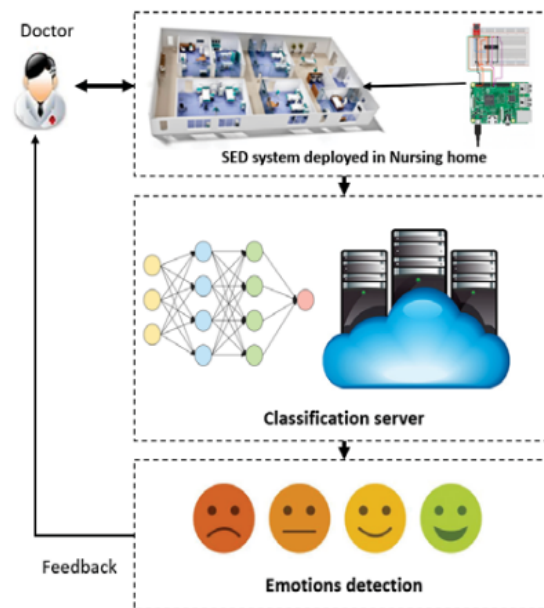 Doctor
SED system deployed in Nursing home
Classification server
Feedback
Emotions detection